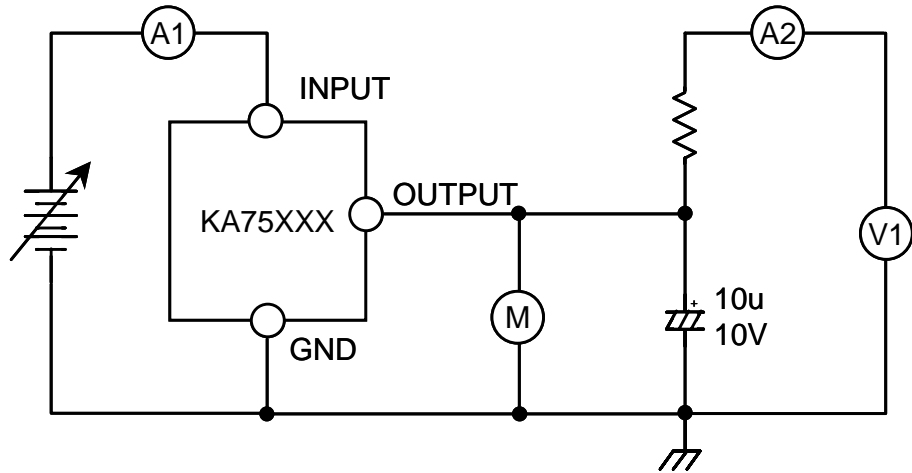 A1
A2
INPUT
KA75XXX
OUTPUT
V1
M
10u
10V
GND
+